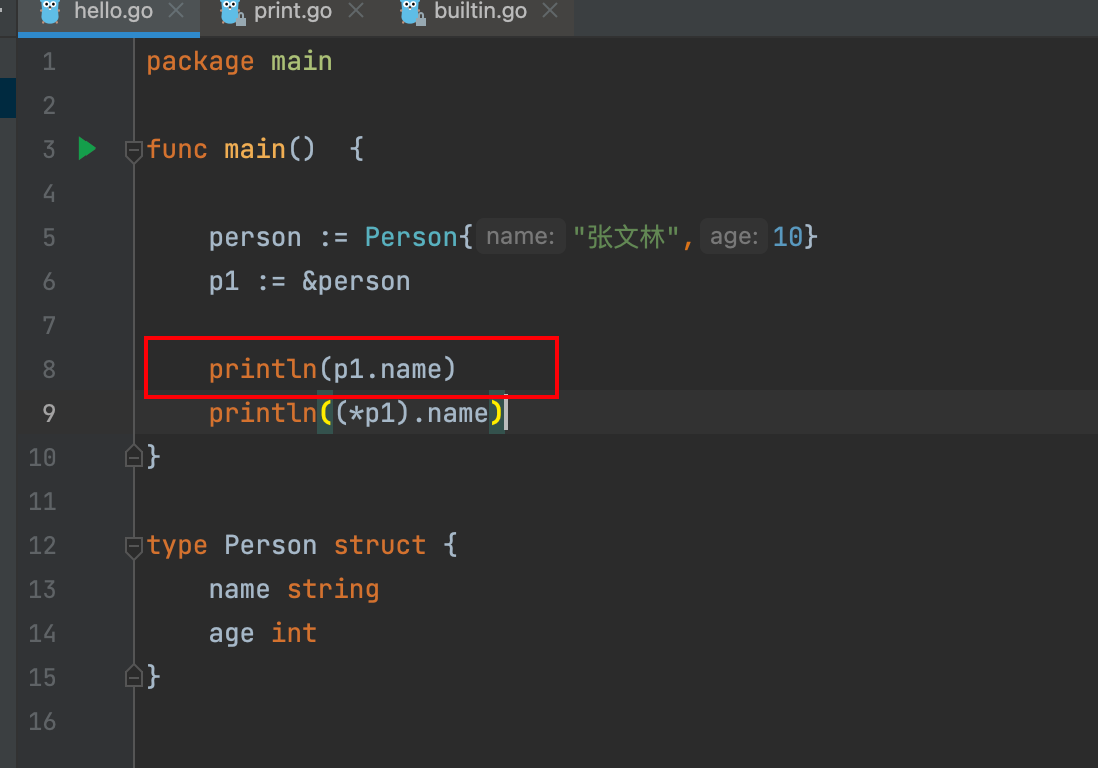 hello.go print.go builtin.go
1 package main
2
3 func main()  {
4
5     person := Person{ name: "张文林", age: 10}
6     p1 := &person
7
8     println(p1.name)
9     println((*p1).name)
10 }
11
12 type Person struct {
13     name string
14     age int
15 }
16